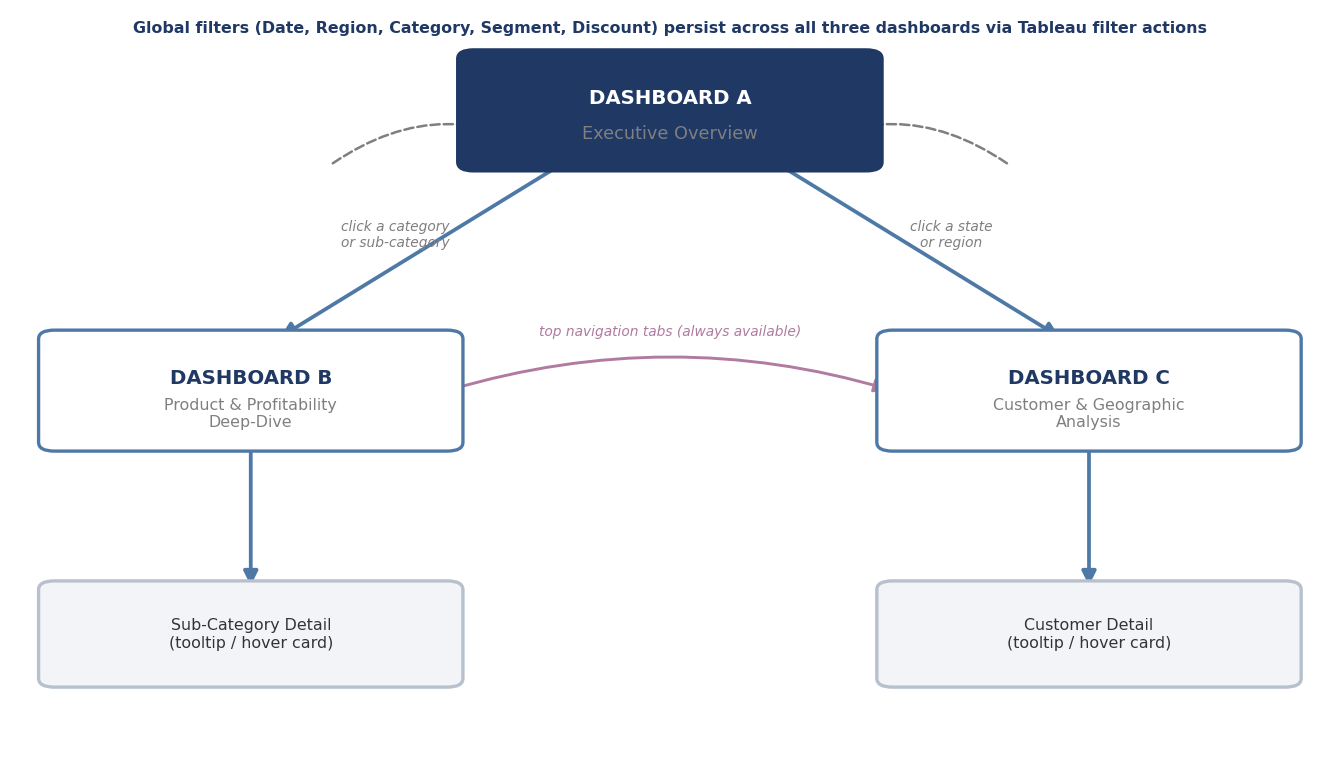 Global filters (Date, Region, Category, Segment, Discount) persist across all three dashboards via Tableau filter actions
DASHBOARD A
Executive Overview
click a category
or sub-category
click a state
or region
top navigation tabs (always available)
DASHBOARD B
Product & Profitability
Deep-Dive
DASHBOARD C
Customer & Geographic
Analysis
Sub-Category Detail
(tooltip / hover card)
Customer Detail
(tooltip / hover card)